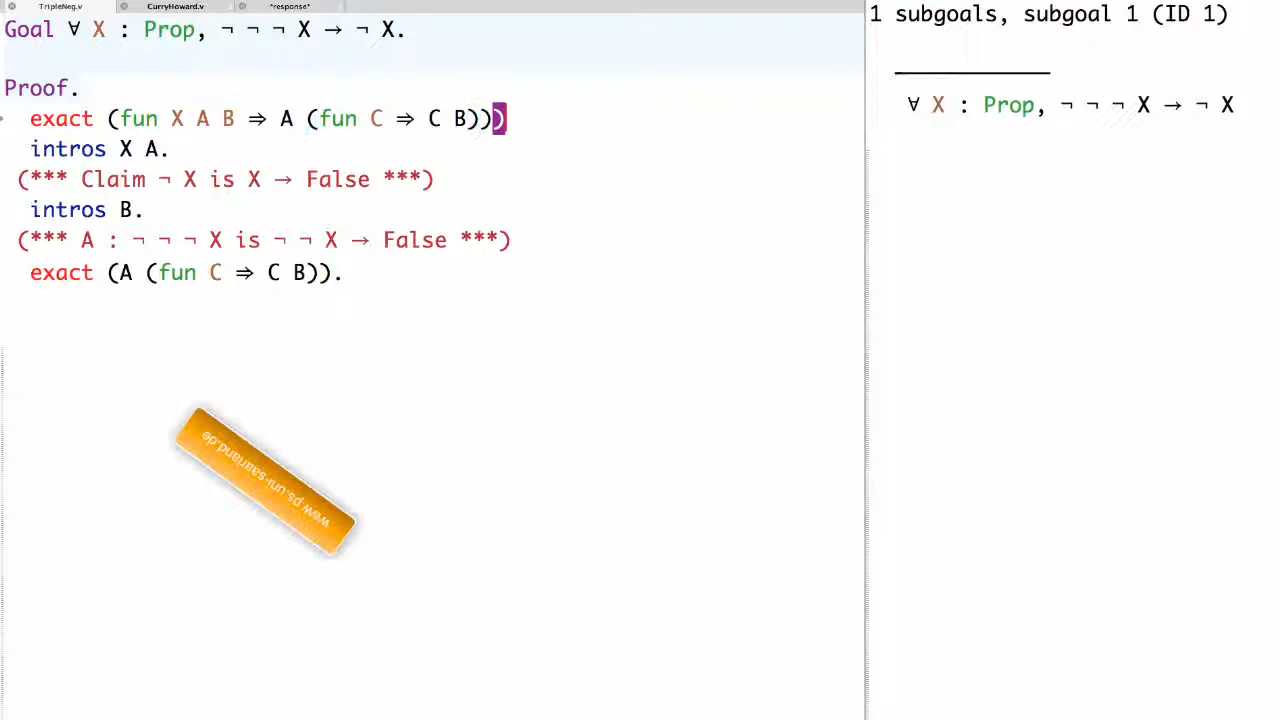 TripleNeg.v CurryHoward.v *response*
Goal ∀ X : Prop, ¬ ¬ ¬ X → ¬ X.
Proof.
exact (fun X A B ⇒ A (fun C ⇒ C B)))
intros X A.
(*** Claim ¬ X is X → False ***)
intros B.
(*** A : ¬ ¬ ¬ X is ¬ ¬ X → False ***)
exact (A (fun C ⇒ C B)).
www.ps.uni-saarland.de
1 subgoals, subgoal 1 (ID 1)
∀ X : Prop, ¬ ¬ ¬ X → ¬ X